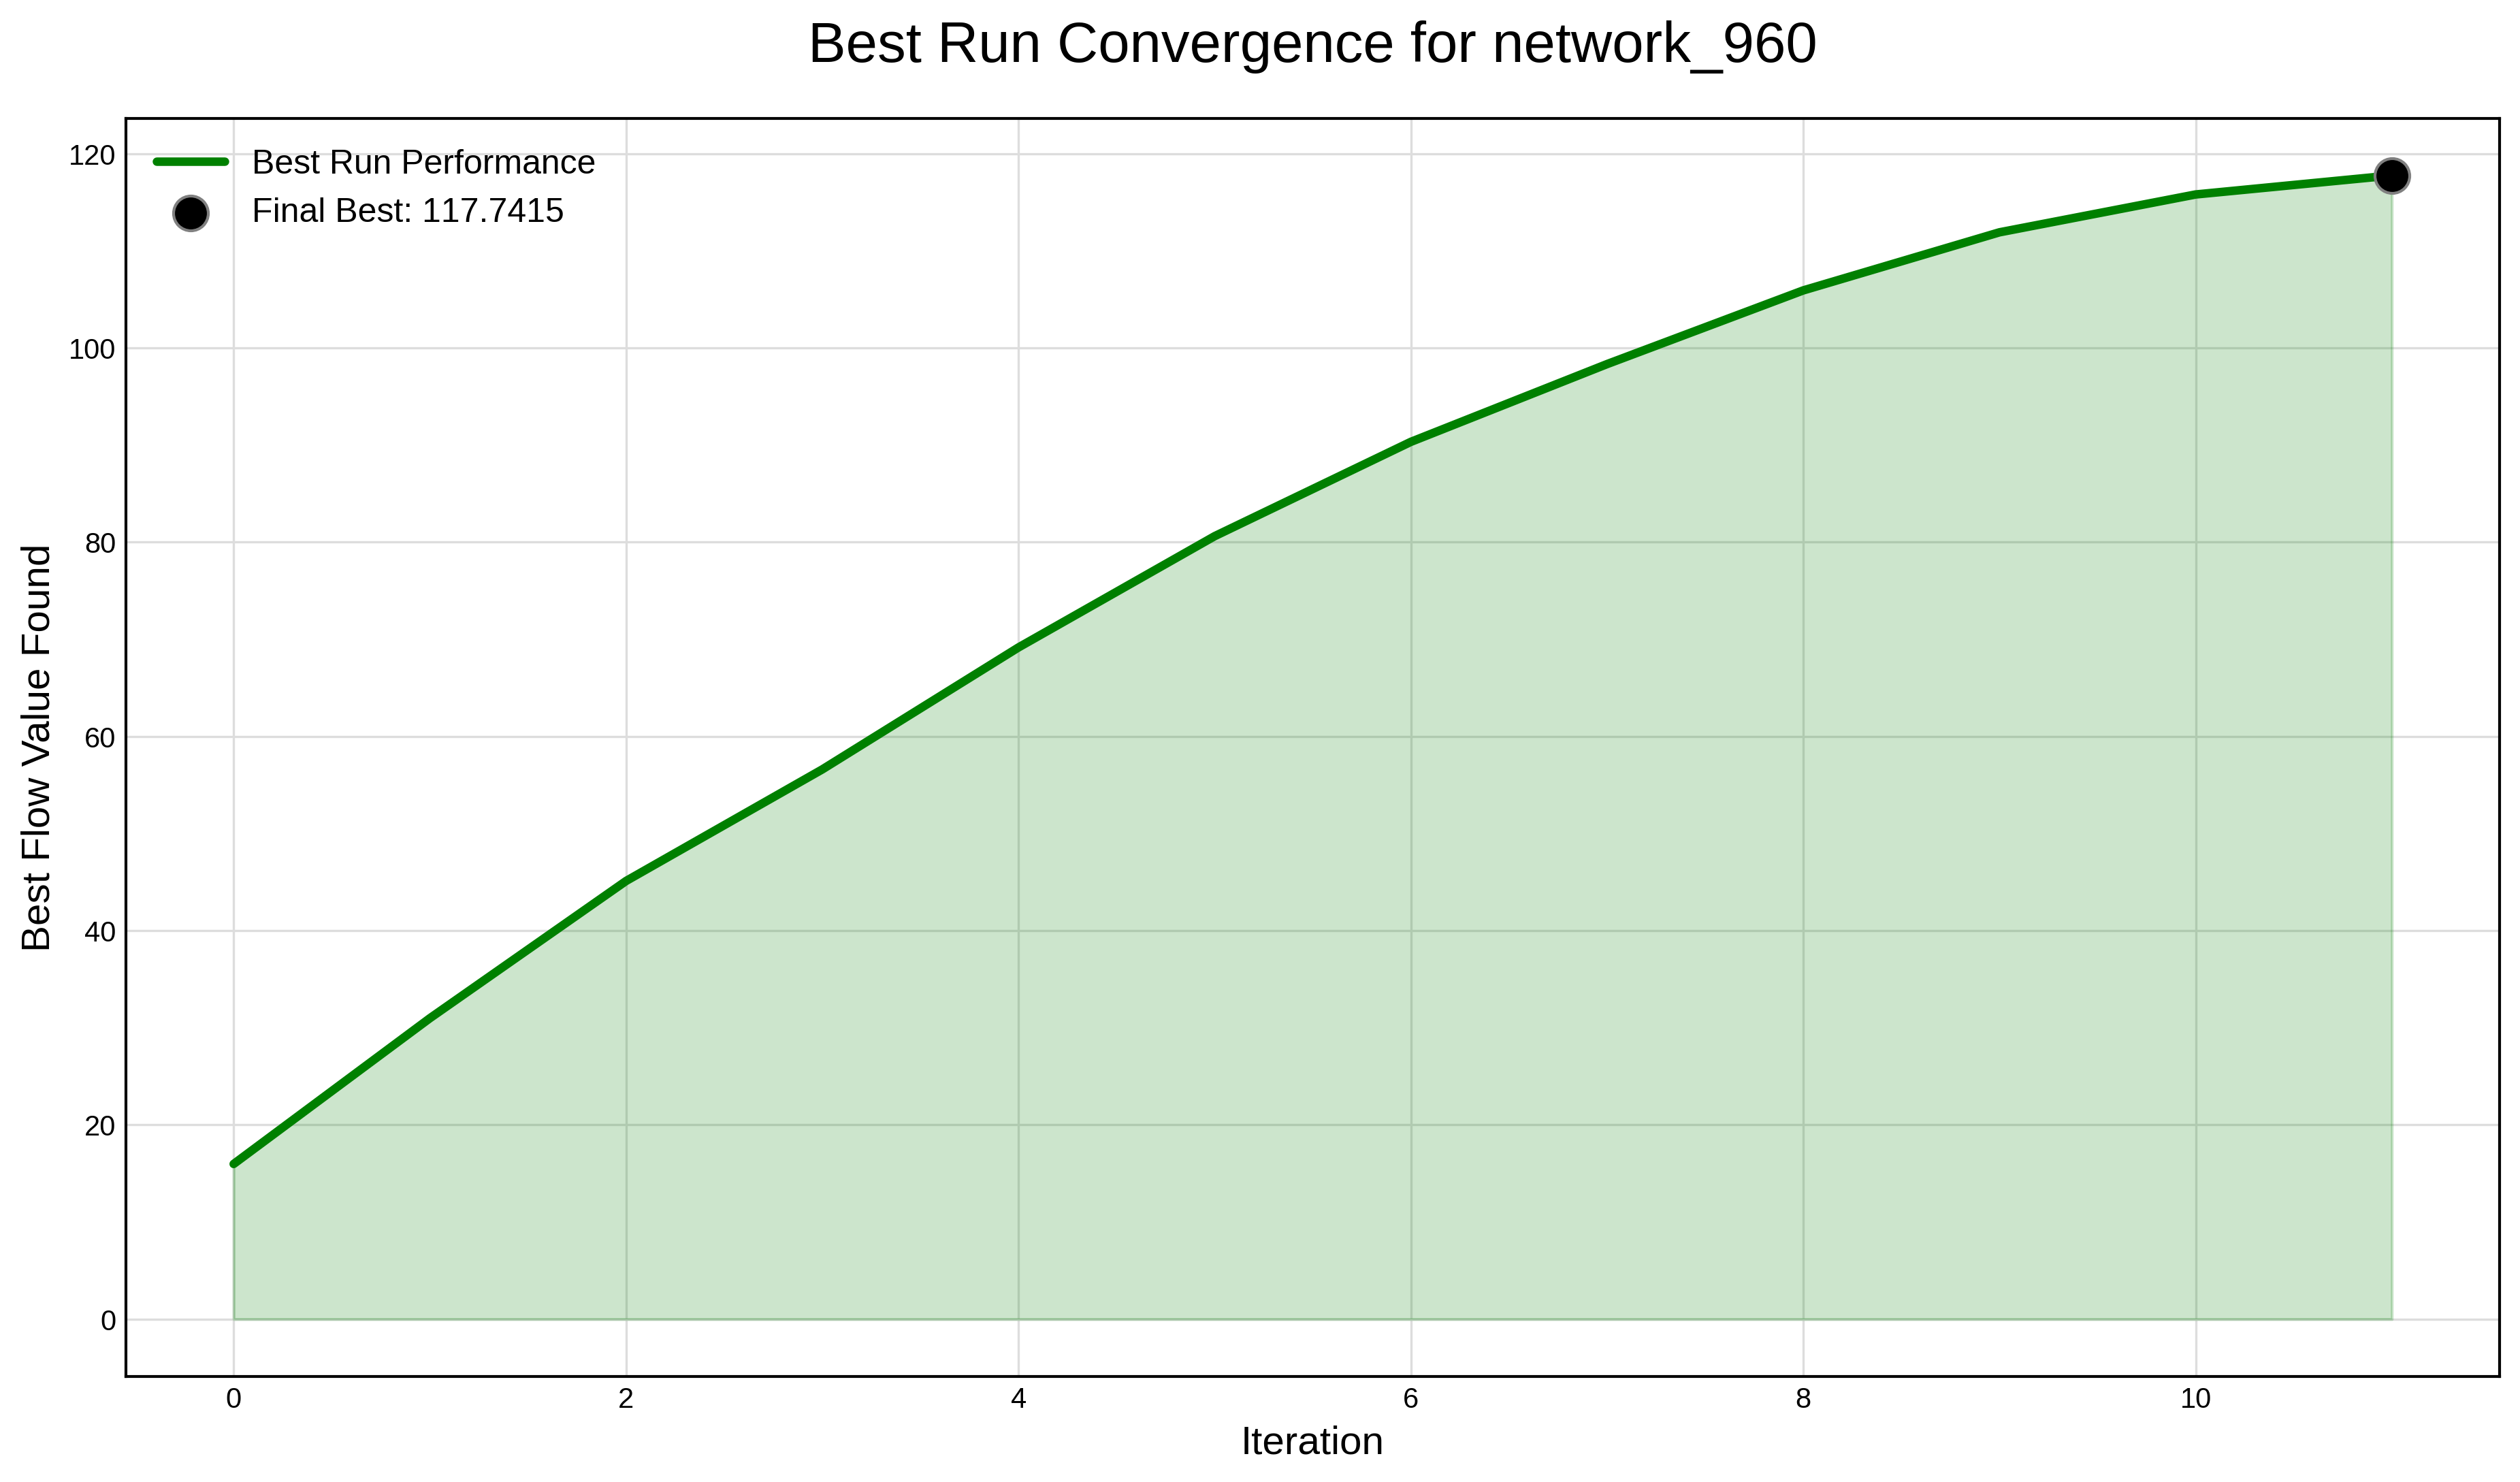 Best Run Convergence for network_960
Best Run Performance
Final Best: 117.7415
120
100
80
60
40
20
0
Best Flow Value Found
0 2 4 6 8 10
Iteration